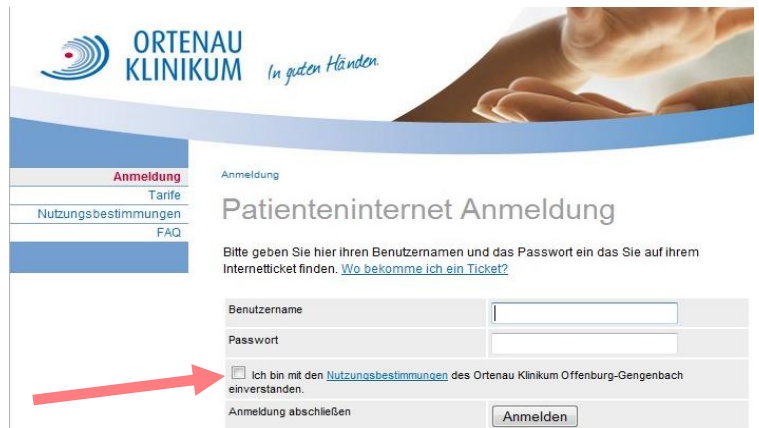 ORTENAU
KLINIKUM
In guten Händen.
Anmeldung
Tarife
Nutzungsbestimmungen
FAQ
Anmeldung
Patienteninternet Anmeldung
Bitte geben Sie hier ihren Benutzernamen und das Passwort ein das Sie auf ihrem
Internetticket finden. Wo bekomme ich ein Ticket?
Benutzername
Passwort
Ich bin mit den Nutzungsbestimmungen des Ortenau Klinikum Offenburg-Gengenbach
einverstanden.
Anmeldung abschließen
Anmelden